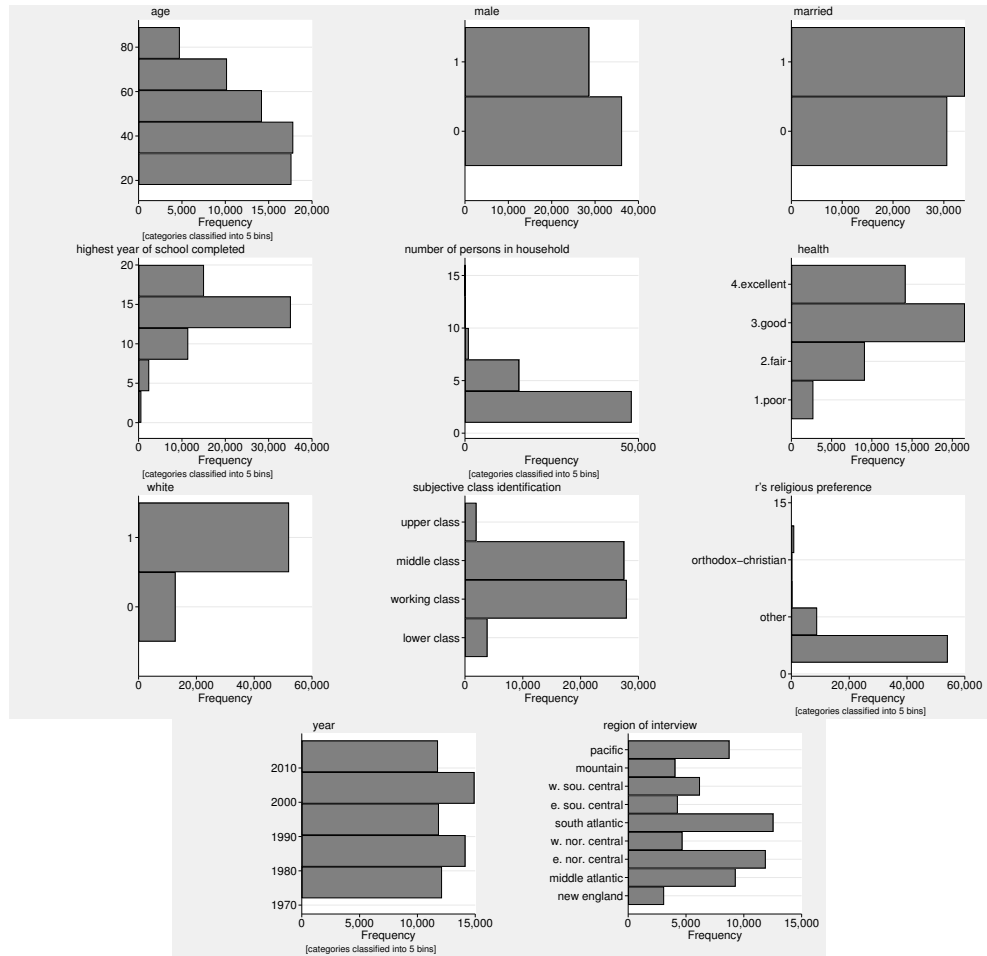 age
80
60
40
20
0 5,000 10,000 15,000 20,000
Frequency
[categories classified into 5 bins]
male
1
0
0 10,000 20,000 30,000 40,000
Frequency
married
1
0
0 10,000 20,000 30,000
Frequency
highest year of school completed
20
15
10
5
0
0 10,000 20,000 30,000 40,000
Frequency
[categories classified into 5 bins]
number of persons in household
15
10
5
0
0 50,000
Frequency
[categories classified into 5 bins]
health
4.excellent
3.good
2.fair
1.poor
0 5,000 10,000 15,000 20,000
Frequency
white
1
0
0 20,000 40,000 60,000
Frequency
subjective class identification
upper class
middle class
working class
lower class
0 10,000 20,000 30,000
Frequency
r's religious preference
15
orthodox−christian
other
0
0 20,000 40,000 60,000
Frequency
[categories classified into 5 bins]
year
2010
2000
1990
1980
1970
0 5,000 10,000 15,000
Frequency
[categories classified into 5 bins]
region of interview
pacific
mountain
w. sou. central
e. sou. central
south atlantic
w. nor. central
e. nor. central
middle atlantic
new england
0 5,000 10,000 15,000
Frequency